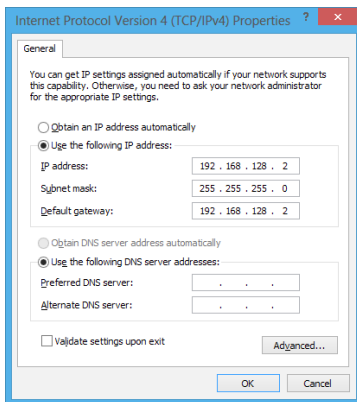 Internet Protocol Version 4 (TCP/IPv4) Properties ? ×
General
You can get IP settings assigned automatically if your network supports
this capability. Otherwise, you need to ask your network administrator
for the appropriate IP settings.
Obtain an IP address automatically
Use the following IP address:
IP address: 192 . 168 . 128 . 2
Subnet mask: 255 . 255 . 255 . 0
Default gateway: 192 . 168 . 128 . 2
Obtain DNS server address automatically
Use the following DNS server addresses:
Preferred DNS server: . . .
Alternate DNS server: . . .
Validate settings upon exit
Advanced...
OK Cancel